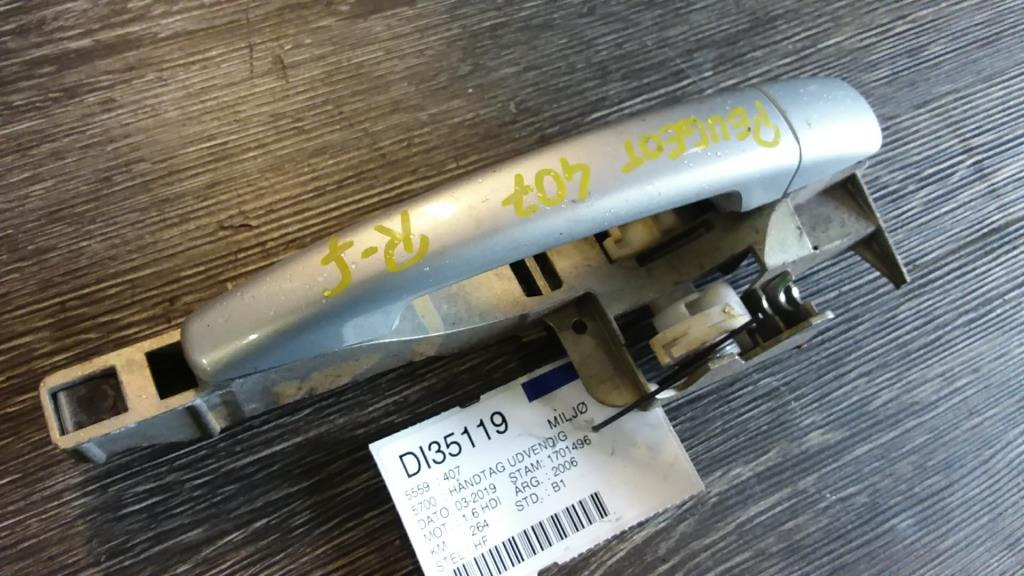 PEUGEOT
407
R-F
DI35119
MILJØ
5559 : 407
5700 : HÅNDTAG UDVENDIG
DATO : 03-2019 STAM: 1701496
MOT : 1.6 HDI ÅRG.: 2006
KM : 264 STD.: B1
STEL : HF